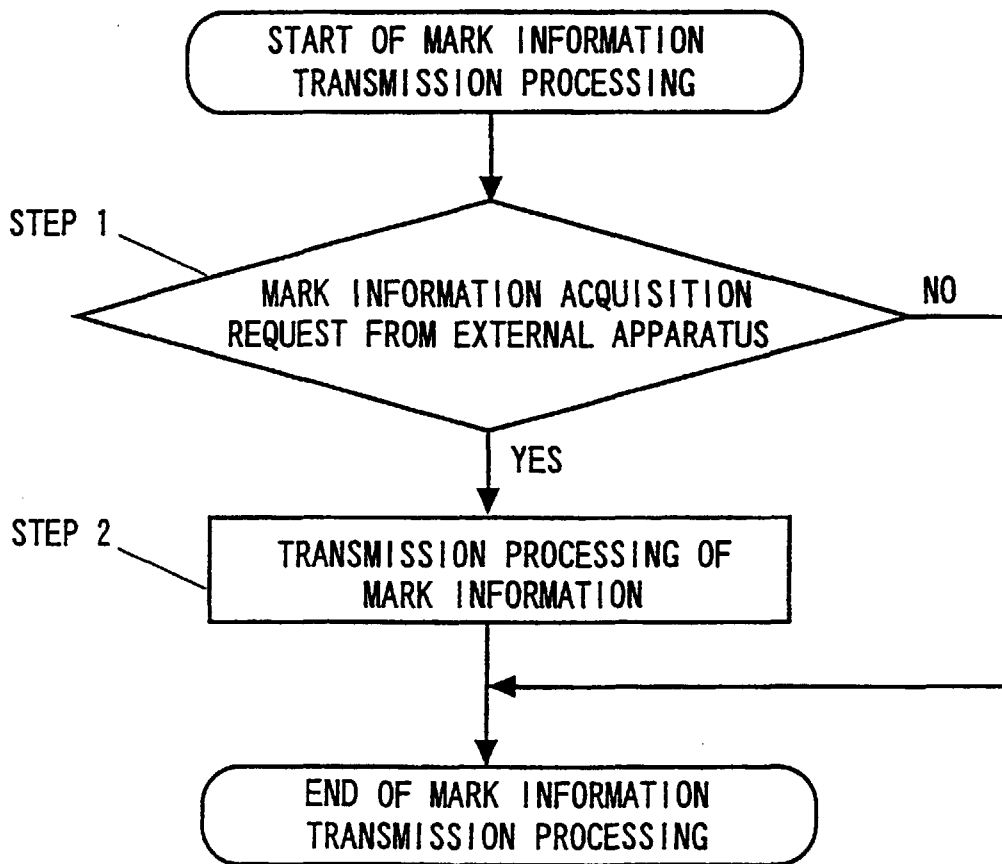 START OF MARK INFORMATION
TRANSMISSION PROCESSING
STEP 1
MARK INFORMATION ACQUISITION
REQUEST FROM EXTERNAL APPARATUS
NO
YES
STEP 2
TRANSMISSION PROCESSING OF
MARK INFORMATION
END OF MARK INFORMATION
TRANSMISSION PROCESSING